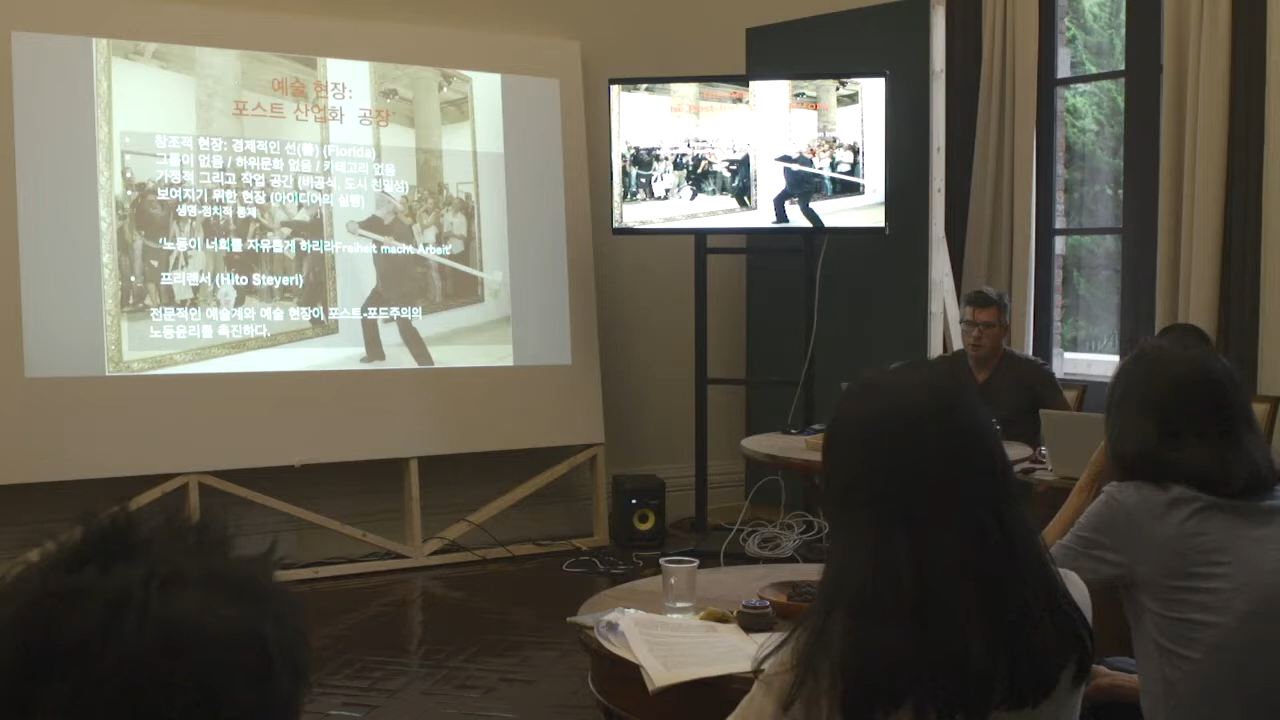 예술 현장:
포스트 산업화 공장
창조적 현장: 경제적인 선(善) (Florida)
그룹이 없음 / 하위문화 없음 / 카테고리 없음
가정적 그리고 작업 공간 (비공식, 도시 친밀성)
보여지기 위한 현장 (아이디어의 실행)
생명-정치적 통제
'노동이 너희를 자유롭게 하리라Freiheit macht Arbeit'
프리랜서 (Hito Steyerl)
전문적인 예술계와 예술 현장이 포스트-포드주의의
노동윤리를 촉진하다.